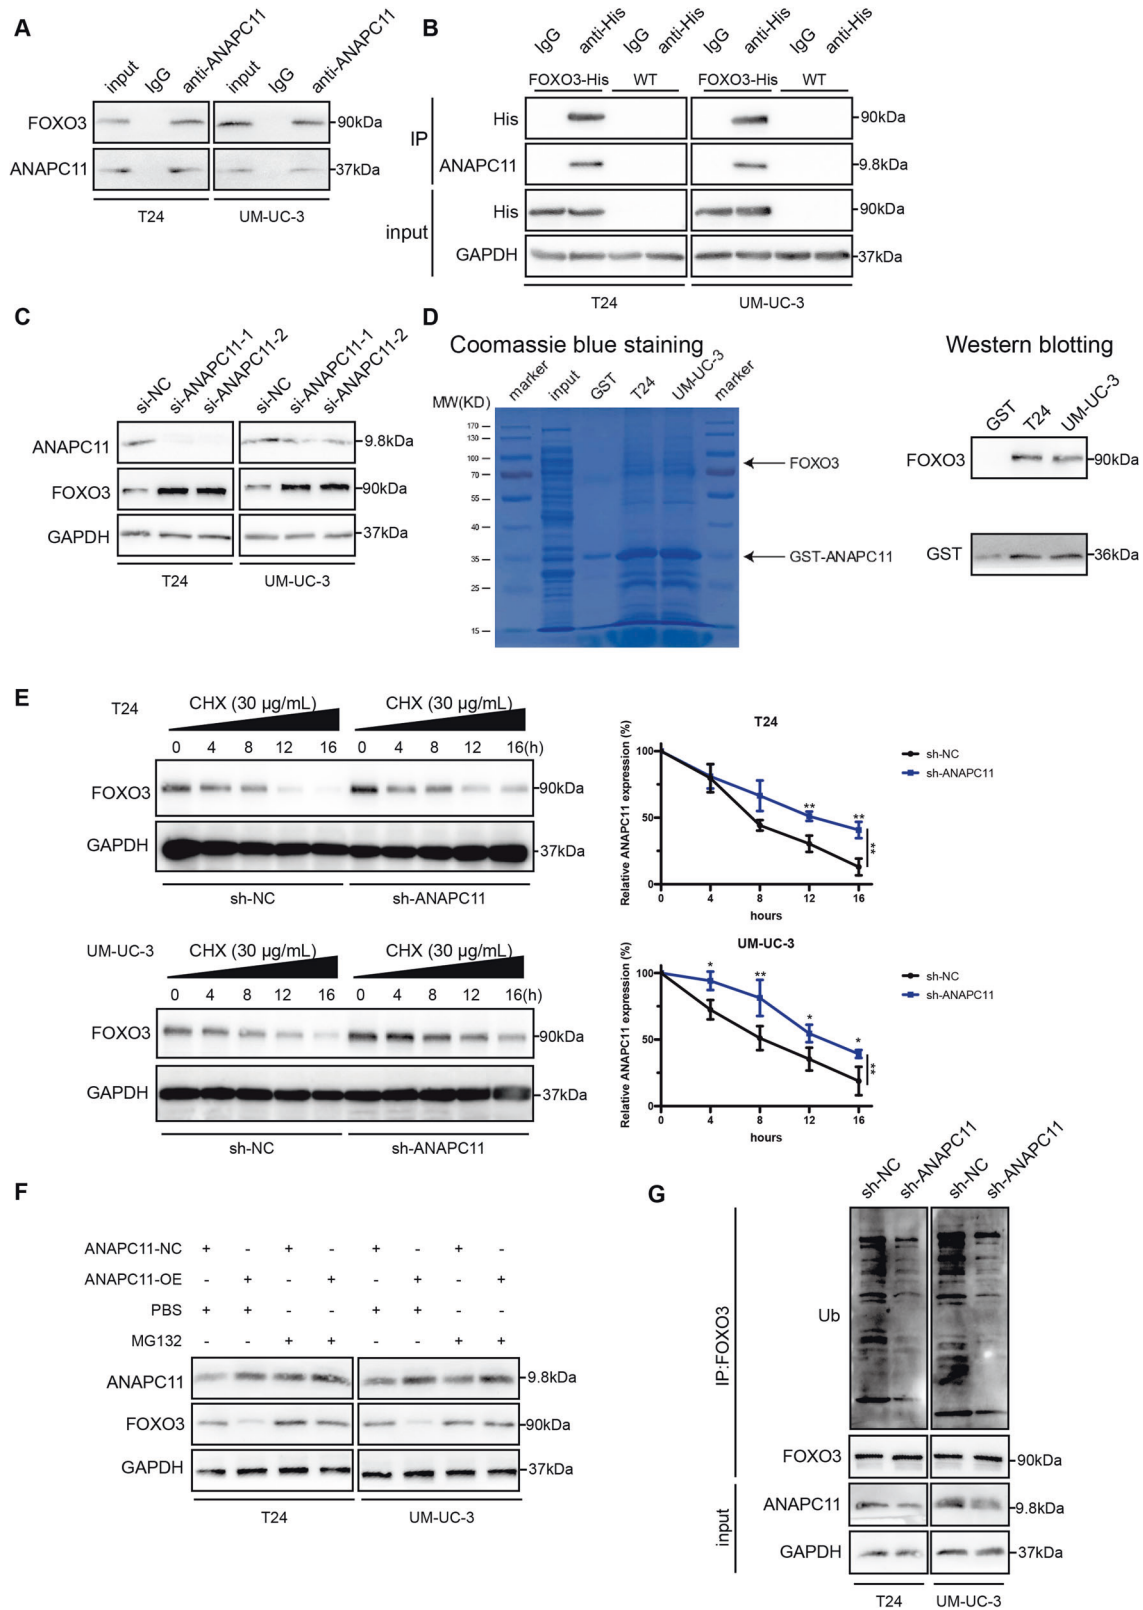 A
input IgG anti-ANAPC11 input IgG anti-ANAPC11
FOXO3 90kDa
ANAPC11 37kDa
T24 UM-UC-3
B
IgG anti-His IgG anti-His IgG anti-His IgG anti-His
FOXO3-His WT FOXO3-His WT
IP
His 90kDa
ANAPC11 9.8kDa
input
His 90kDa
GAPDH 37kDa
T24 UM-UC-3
C
si-NC si-ANAPC11-1 si-ANAPC11-2 si-NC si-ANAPC11-1 si-ANAPC11-2
ANAPC11 9.8kDa
FOXO3 90kDa
GAPDH 37kDa
T24 UM-UC-3
D
Coomassie blue staining
marker input GST T24 UM-UC-3 marker
MW(KD)
170
130
100
70
55
40
35
25
15
FOXO3
GST-ANAPC11
Western blotting
GST T24 UM-UC-3
FOXO3 90kDa
GST 36kDa
E
T24
CHX (30 µg/mL) CHX (30 µg/mL)
0 4 8 12 16 0 4 8 12 16(h)
FOXO3 90kDa
GAPDH 37kDa
sh-NC sh-ANAPC11
T24
Relative ANAPC11 expression (%)
100
50
0
0 4 8 12 16
hours
** ** **
sh-NC
sh-ANAPC11
UM-UC-3
CHX (30 µg/mL) CHX (30 µg/mL)
0 4 8 12 16 0 4 8 12 16(h)
FOXO3 90kDa
GAPDH 37kDa
sh-NC sh-ANAPC11
UM-UC-3
Relative ANAPC11 expression (%)
100
50
0
0 4 8 12 16
hours
* ** * * **
sh-NC
sh-ANAPC11
F
ANAPC11-NC + - + - + - + -
ANAPC11-OE - + - + - + - +
PBS + + - - + + - -
MG132 - - + + - - + +
ANAPC11 9.8kDa
FOXO3 90kDa
GAPDH 37kDa
T24 UM-UC-3
G
sh-NC sh-ANAPC11 sh-NC sh-ANAPC11
IP:FOXO3
Ub
FOXO3 90kDa
input
ANAPC11 9.8kDa
GAPDH 37kDa
T24 UM-UC-3